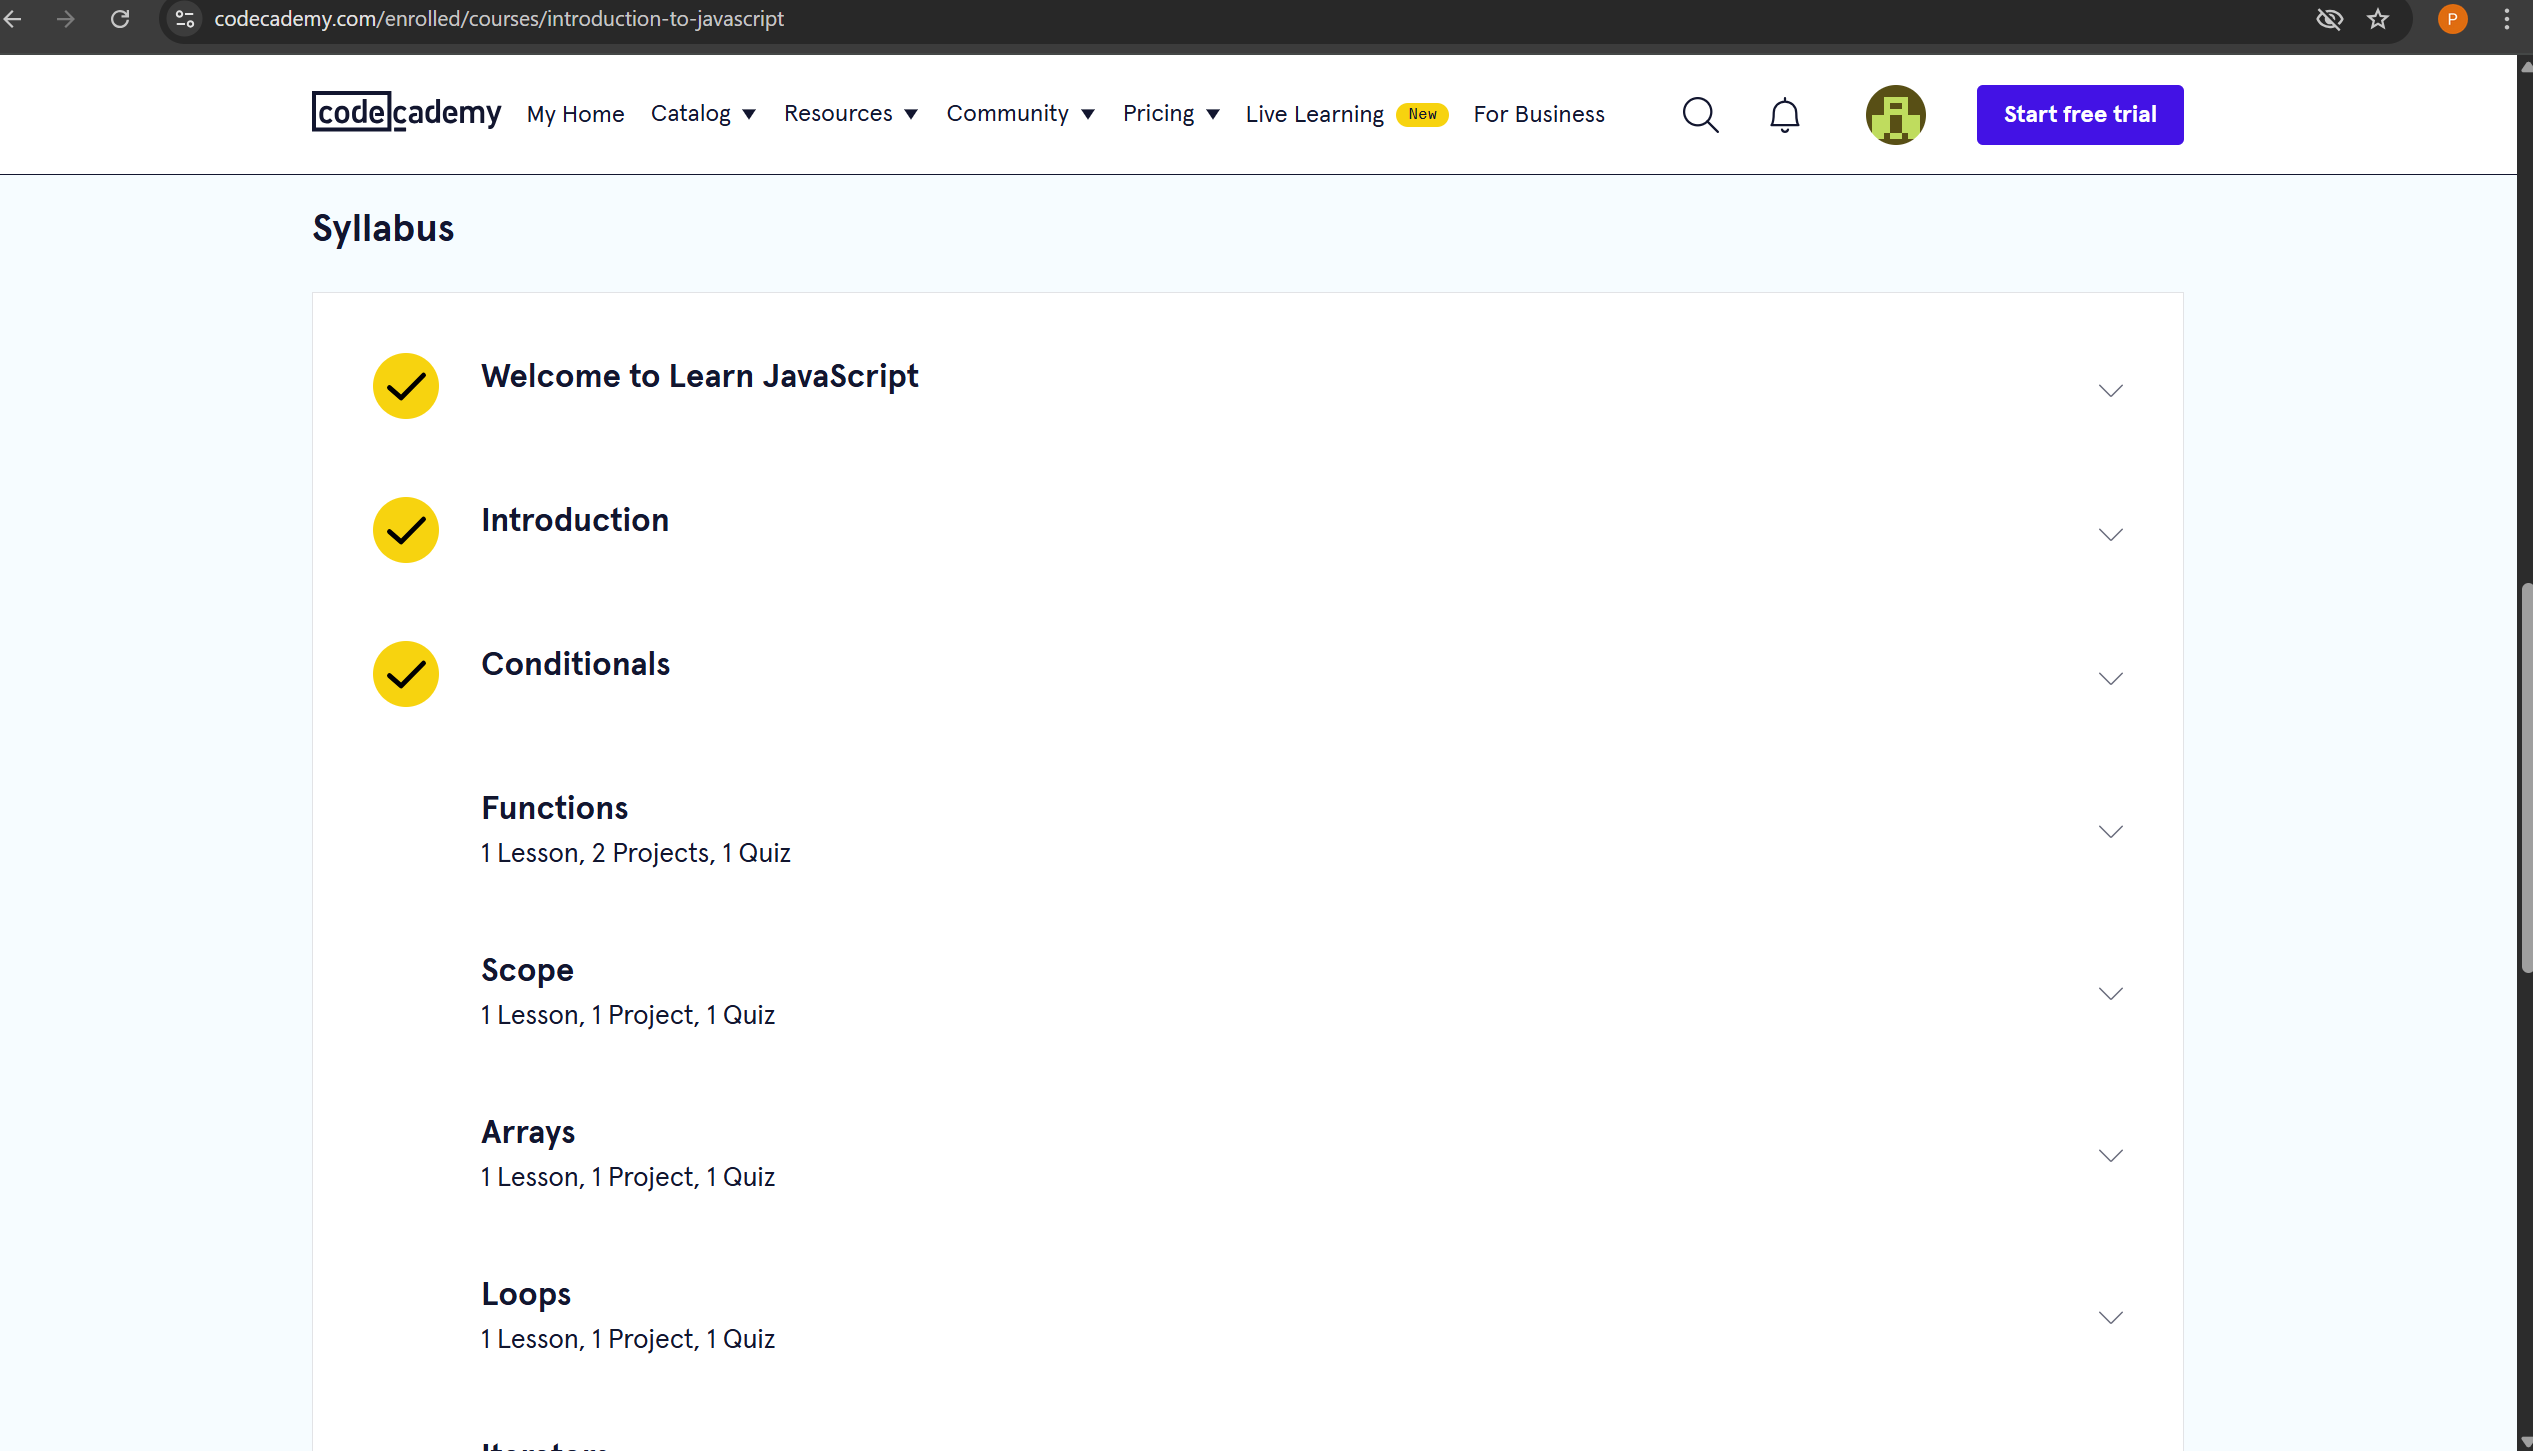 codecademy.com/enrolled/courses/introduction-to-javascript
P
codecademy My Home Catalog Resources Community Pricing Live Learning New For Business Start free trial
Syllabus
Welcome to Learn JavaScript
Introduction
Conditionals
Functions
1 Lesson, 2 Projects, 1 Quiz
Scope
1 Lesson, 1 Project, 1 Quiz
Arrays
1 Lesson, 1 Project, 1 Quiz
Loops
1 Lesson, 1 Project, 1 Quiz